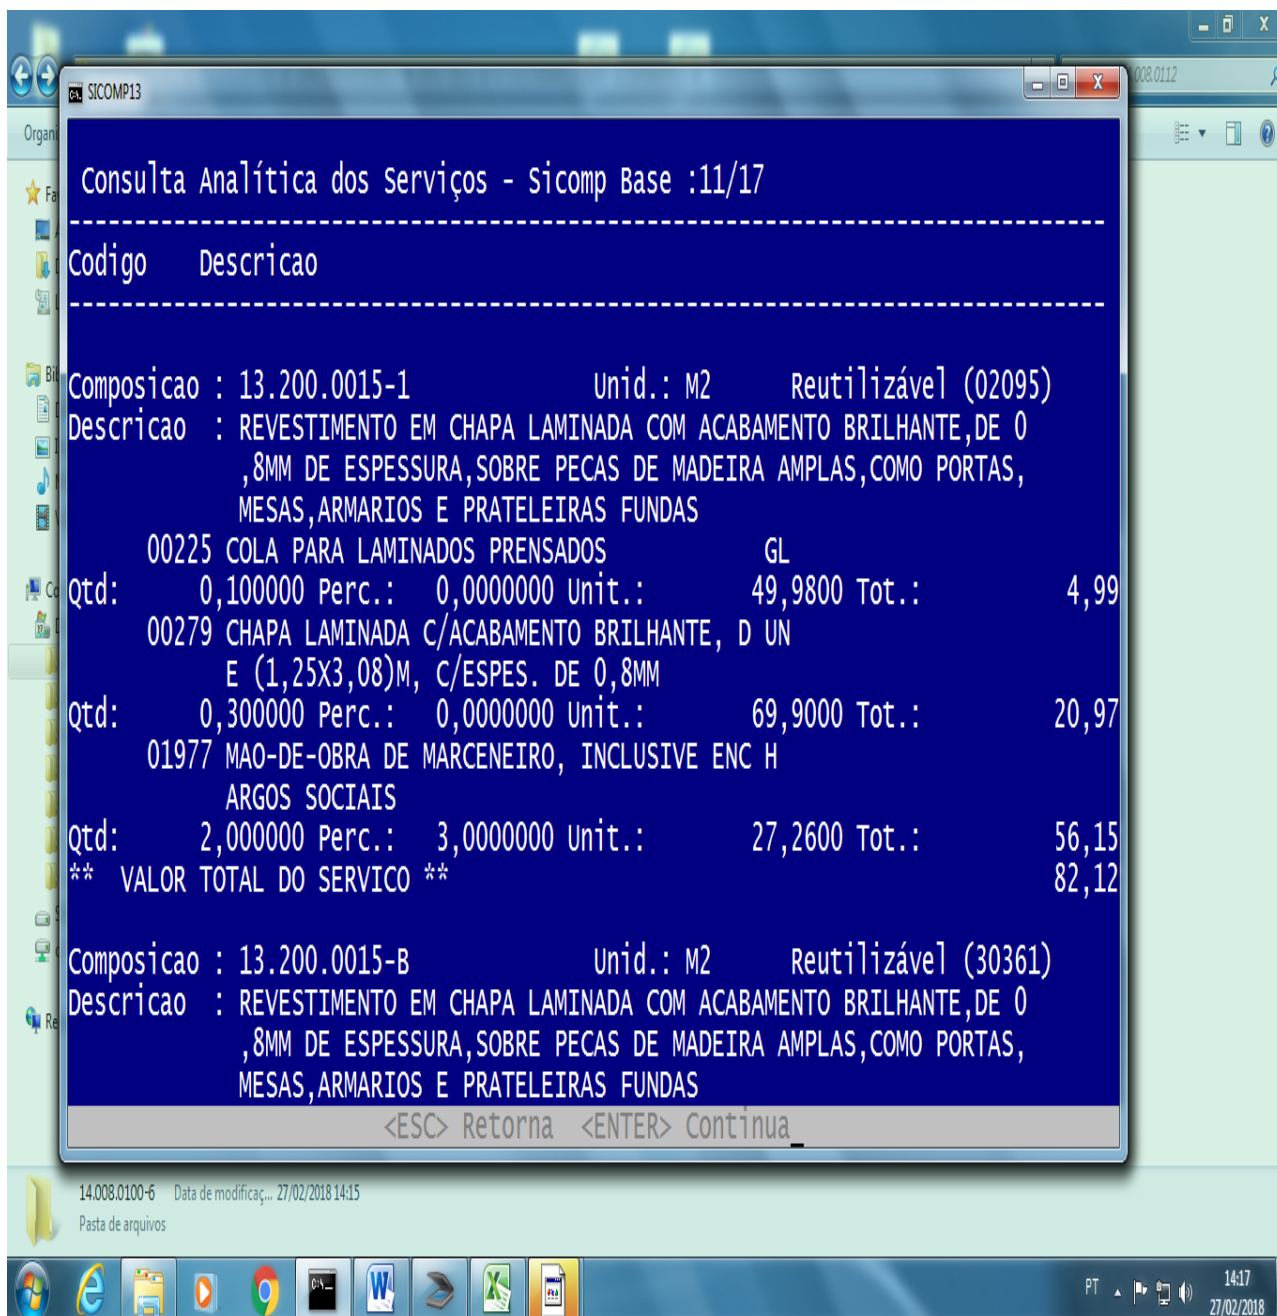 008.0112
SICOMP13
Organi
Fa
Consulta Analítica dos Serviços - Sicomp Base :11/17
--------------------------------------------------------------------------------
Codigo Descricao
--------------------------------------------------------------------------------
Composicao : 13.200.0015-1 Unid.: M2 Reutilizável (02095)
Descricao : REVESTIMENTO EM CHAPA LAMINADA COM ACABAMENTO BRILHANTE,DE 0
,8MM DE ESPESSURA,SOBRE PECAS DE MADEIRA AMPLAS,COMO PORTAS,
MESAS,ARMARIOS E PRATELEIRAS FUNDAS
00225 COLA PARA LAMINADOS PRENSADOS GL
Qtd: 0,100000 Perc.: 0,0000000 Unit.: 49,9800 Tot.: 4,99
00279 CHAPA LAMINADA C/ACABAMENTO BRILHANTE, D UN
E (1,25X3,08)M, C/ESPES. DE 0,8MM
Qtd: 0,300000 Perc.: 0,0000000 Unit.: 69,9000 Tot.: 20,97
01977 MAO-DE-OBRA DE MARCENEIRO, INCLUSIVE ENC H
ARGOS SOCIAIS
Qtd: 2,000000 Perc.: 3,0000000 Unit.: 27,2600 Tot.: 56,15
** VALOR TOTAL DO SERVICO ** 82,12
Composicao : 13.200.0015-B Unid.: M2 Reutilizável (30361)
Descricao : REVESTIMENTO EM CHAPA LAMINADA COM ACABAMENTO BRILHANTE,DE 0
,8MM DE ESPESSURA,SOBRE PECAS DE MADEIRA AMPLAS,COMO PORTAS,
MESAS,ARMARIOS E PRATELEIRAS FUNDAS
<ESC> Retorna <ENTER> Continua_
Bi
Co
Re
14.008.0100-6 Data de modificaç... 27/02/2018 14:15
Pasta de arquivos
PT
14:17
27/02/2018